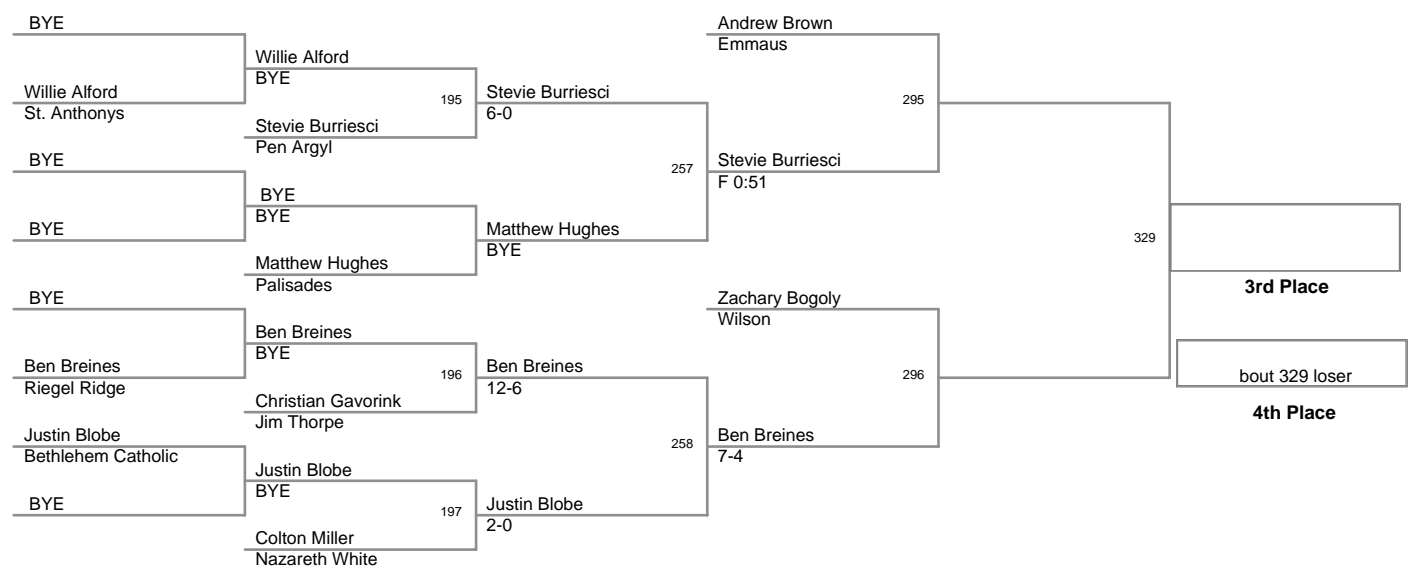 BYE
Willie Alford
St. Anthonys
BYE
BYE
BYE
Ben Breines
Riegel Ridge
Justin Blobe
Bethlehem Catholic
BYE
Willie Alford
BYE
195
Stevie Burriesci
Pen Argyl
BYE
BYE
Matthew Hughes
Palisades
Ben Breines
BYE
196
Christian Gavorink
Jim Thorpe
Justin Blobe
BYE
197
Colton Miller
Nazareth White
Stevie Burriesci
6-0
257
Matthew Hughes
BYE
Ben Breines
12-6
258
Justin Blobe
2-0
Andrew Brown
Emmaus
295
Stevie Burriesci
F 0:51
Zachary Bogoly
Wilson
296
Ben Breines
7-4
329
3rd Place
bout 329 loser
4th Place